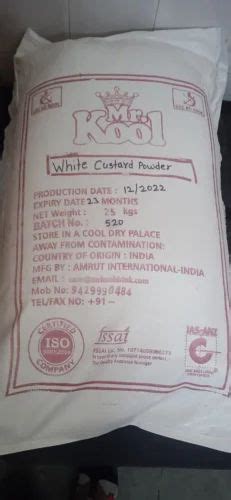 Mr.
Kool
White Custard Powder
PRODUCTION DATE : 12/2022
EXPIRY DATE 23 MONTHS
NET Weight : 25 kgs
BATCH No. : 520
STORE IN A COOL DRY PALACE
AWAY FROM CONTAMINATION:
COUNTRY OF ORIGIN : INDIA
MFG BY : AMRUT INTERNATIONAL-INDIA
EMAIL :
Mob No: 9429990484
TEL/FAX NO: +91 –
CERTIFIED
ISO
COMPANY
fssai
JAS-ANZ
C